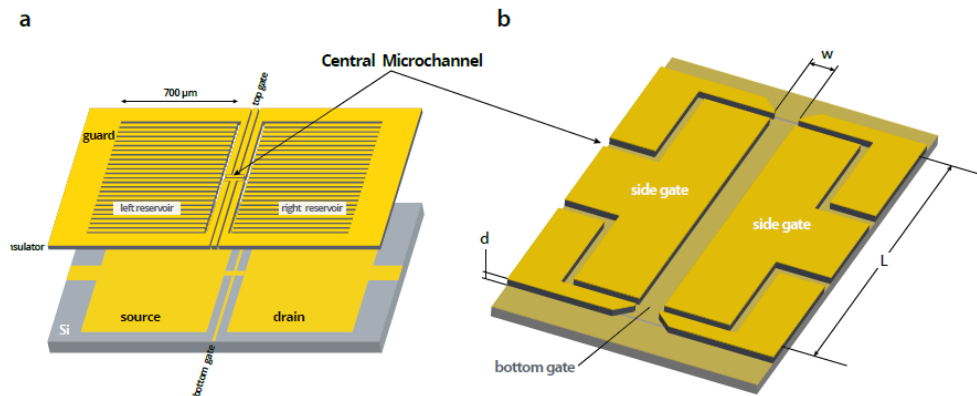 a
b
Central Microchannel
w
700 µm
top gate
guard
side gate
left reservoir
right reservoir
side gate
nsulator
d
L
Si
source
drain
bottom gate
bottom gate